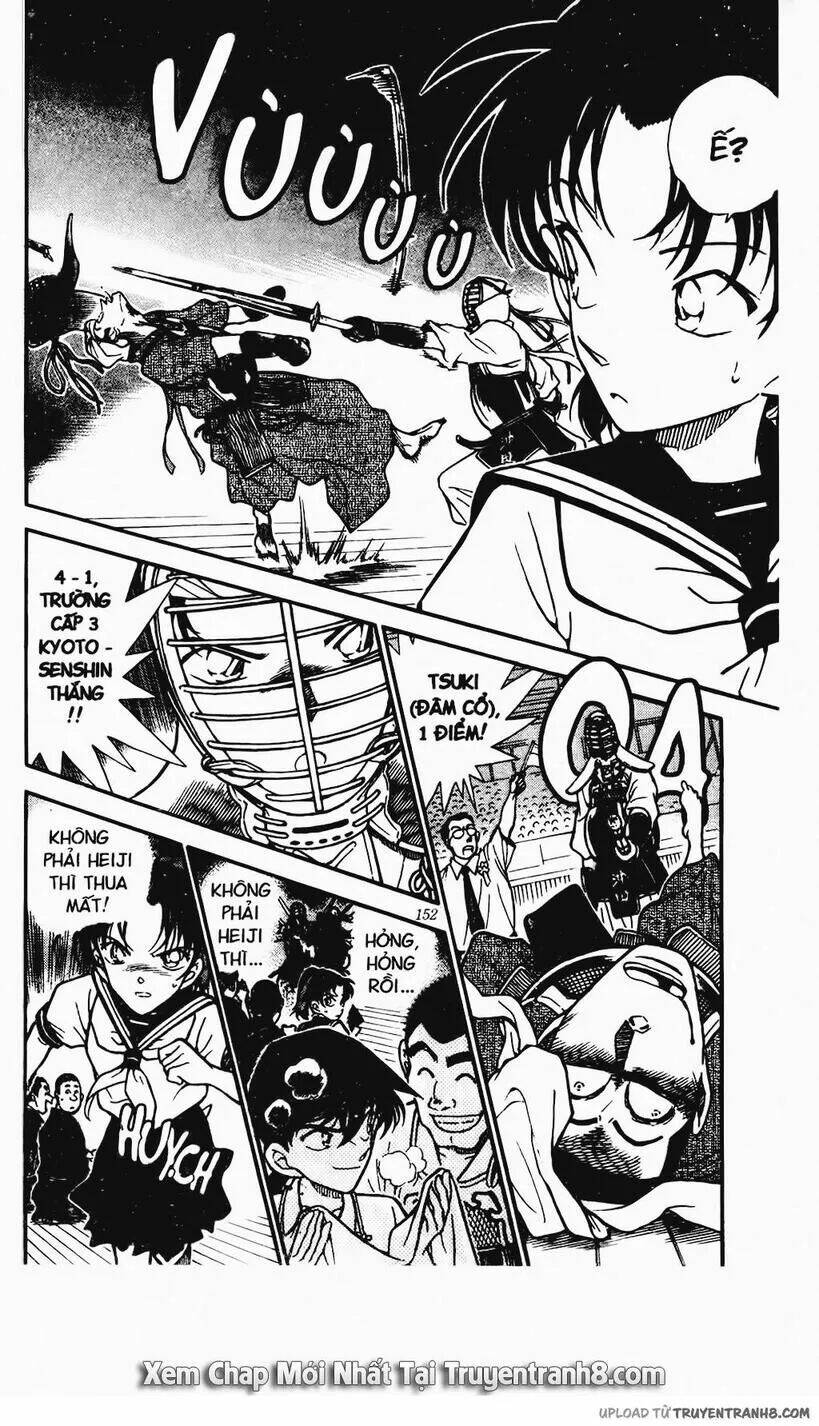 VÙÙÙÙÙ
Ế?
4 - 1,
TRƯỜNG
CẤP 3
KYOTO -
SENSHIN
THẮNG
!!
TSUKI
(ĐÂM CỔ),
1 ĐIỂM!
04
KHÔNG
PHẢI HEIJI
THÌ THUA
MẤT!
HUỴCH
KHÔNG
PHẢI
HEIJI
THÌ...
152
HỎNG,
HỎNG
RỒI...
Xem Chap Mới Nhất Tại Truyentranh8.com
UPLOAD TỪ TRUYENTRANH8.COM